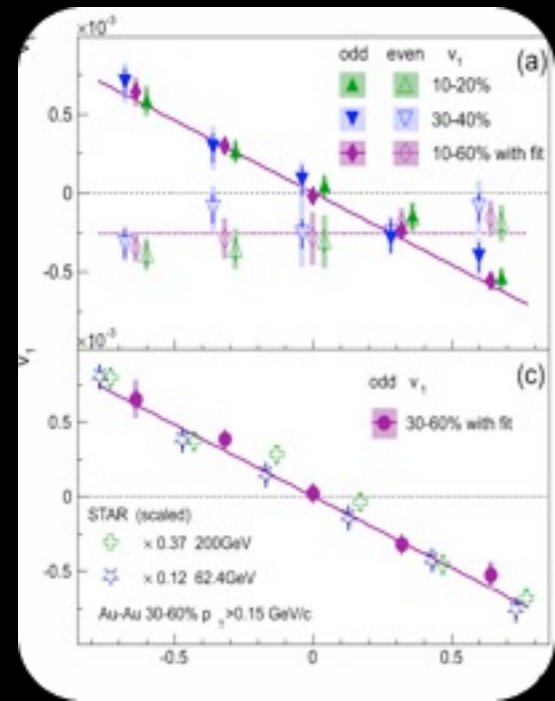 ×10⁻³
v₁
odd even v₁
(a)
10-20%
30-40%
10-60% with fit
0.5
0
-0.5
×10⁻³
v₁
odd v₁
(c)
30-60% with fit
0.5
0
-0.5
STAR (scaled)
× 0.37 200GeV
× 0.12 62.4GeV
Au-Au 30-60% p T>0.15 GeV/c
-0.5 0 0.5